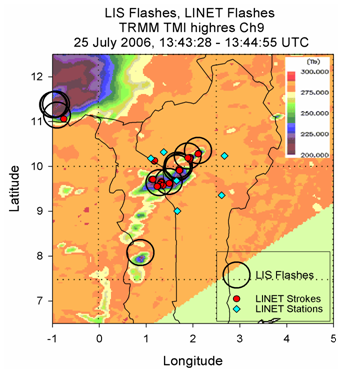 LIS Flashes, LINET Flashes
TRMM TMI highres Ch9
25 July 2006, 13:43:28 - 13:44:55 UTC
12
11
10
9
8
7
Latitude
-1
0
1
2
3
4
5
Longitude
(Tb)
300.000
275.000
250.000
225.000
200.000
LIS Flashes
LINET Strokes
LINET Stations